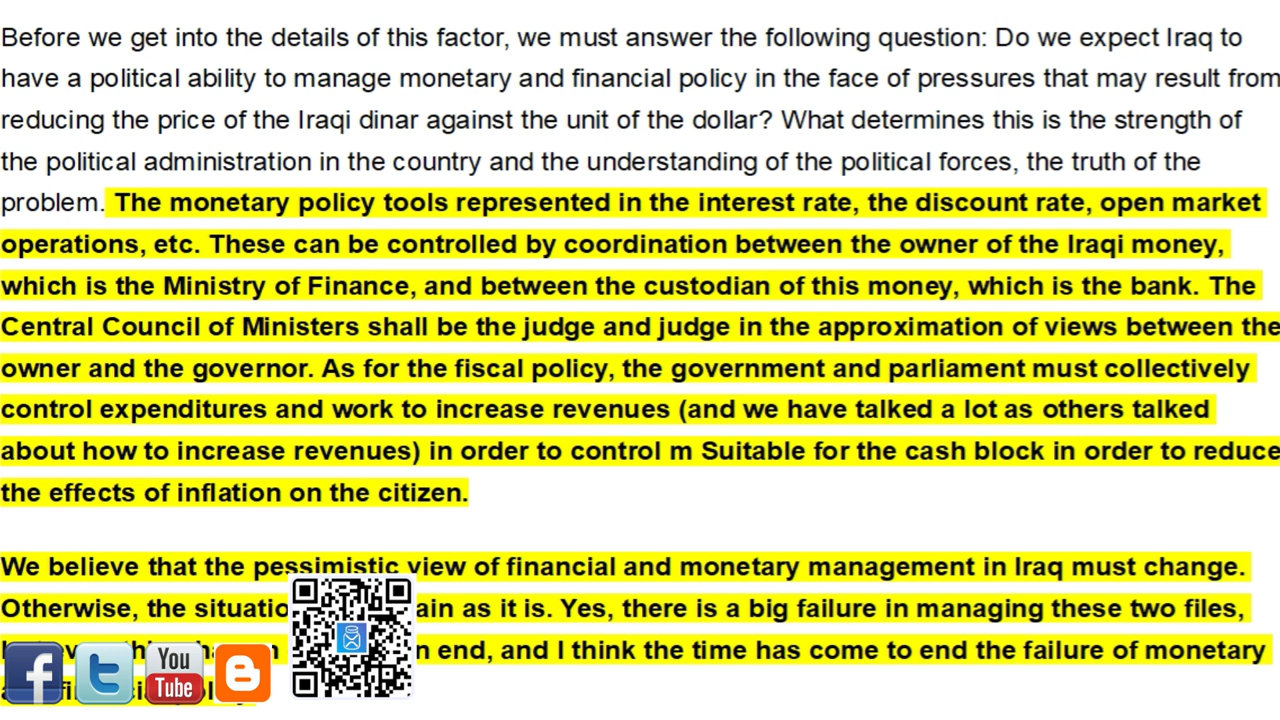 Before we get into the details of this factor, we must answer the following question: Do we expect Iraq to
have a political ability to manage monetary and financial policy in the face of pressures that may result from
reducing the price of the Iraqi dinar against the unit of the dollar? What determines this is the strength of
the political administration in the country and the understanding of the political forces, the truth of the
problem. The monetary policy tools represented in the interest rate, the discount rate, open market
operations, etc. These can be controlled by coordination between the owner of the Iraqi money,
which is the Ministry of Finance, and between the custodian of this money, which is the bank. The
Central Council of Ministers shall be the judge and judge in the approximation of views between the
owner and the governor. As for the fiscal policy, the government and parliament must collectively
control expenditures and work to increase revenues (and we have talked a lot as others talked
about how to increase revenues) in order to control m Suitable for the cash block in order to reduce
the effects of inflation on the citizen.
We believe that the pessimistic view of financial and monetary management in Iraq must change.
Otherwise, the as it is. Yes, there is a big failure in managing these two files,
end, and I think the time has come to end the failure of monetary
You
Tube